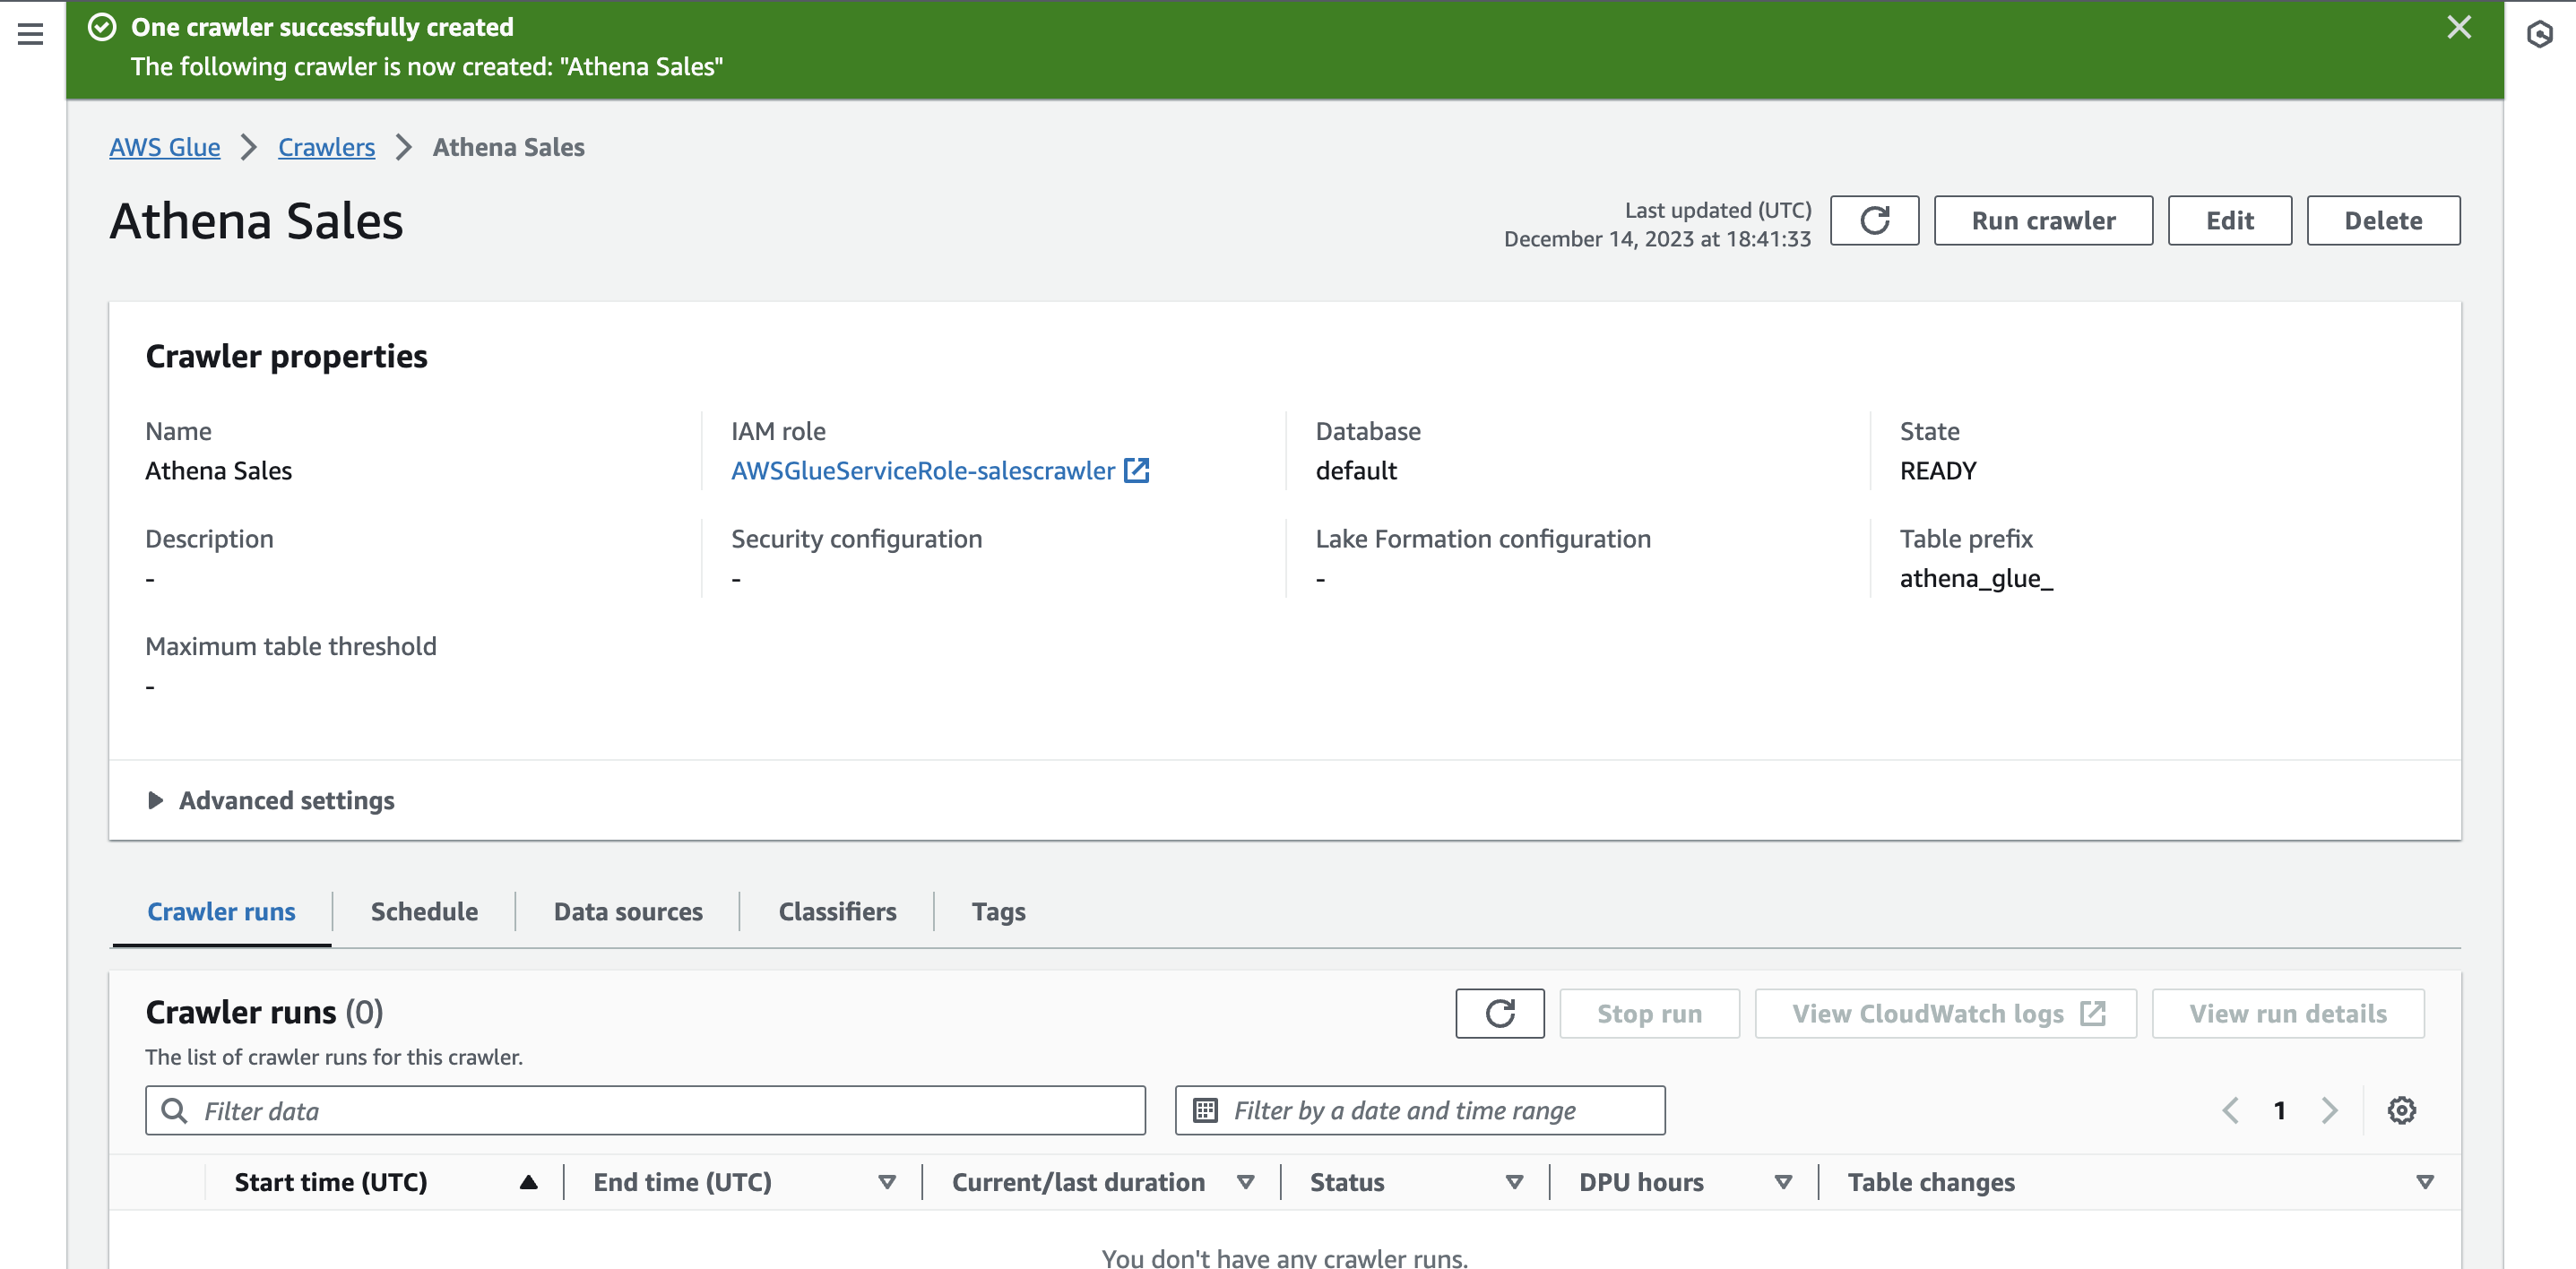 One crawler successfully created
The following crawler is now created: "Athena Sales"
AWS Glue Crawlers Athena Sales
Athena Sales
Last updated (UTC)
December 14, 2023 at 18:41:33
Run crawler Edit Delete
Crawler properties
Name IAM role Database State
Athena Sales AWSGlueServiceRole-salescrawler default READY
Description Security configuration Lake Formation configuration Table prefix
- - - athena_glue_
Maximum table threshold
-
Advanced settings
Crawler runs Schedule Data sources Classifiers Tags
Crawler runs (0) Stop run View CloudWatch logs View run details
The list of crawler runs for this crawler.
Filter data Filter by a date and time range 1
Start time (UTC) End time (UTC) Current/last duration Status DPU hours Table changes
You don't have any crawler runs.